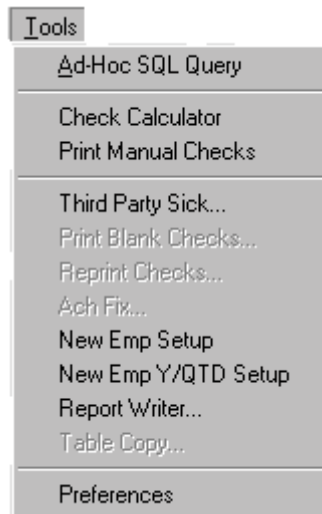 Tools
Ad-Hoc SQL Query
Check Calculator
Print Manual Checks
Third Party Sick...
Print Blank Checks...
Reprint Checks...
Ach Fix...
New Emp Setup
New Emp Y/QTD Setup
Report Writer...
Table Copy...
Preferences